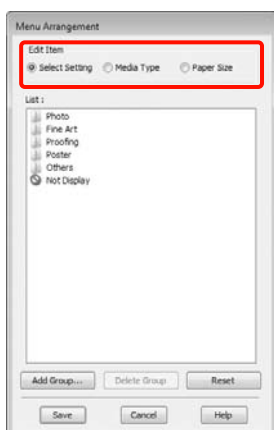 Menu Arrangement
Edit Item
Select Setting Media Type Paper Size
List :
Photo
Fine Art
Proofing
Poster
Others
Not Display
Add Group... Delete Group Reset
Save Cancel Help